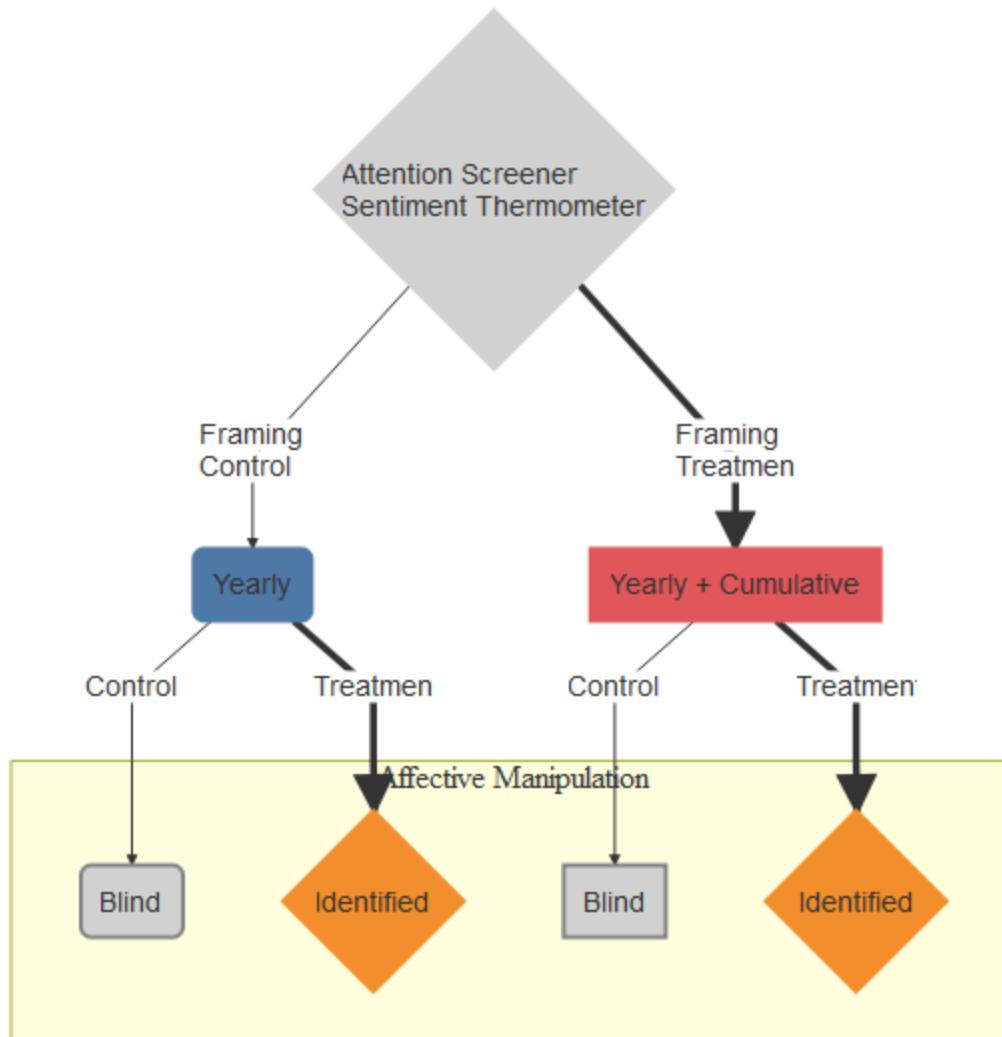 Attention Screener
Sentiment Thermometer
Framing
Control
Framing
Treatmen
Yearly
Yearly + Cumulative
Control
Treatmen
Control
Treatmen
Affective Manipulation
Blind
Identified
Blind
Identified